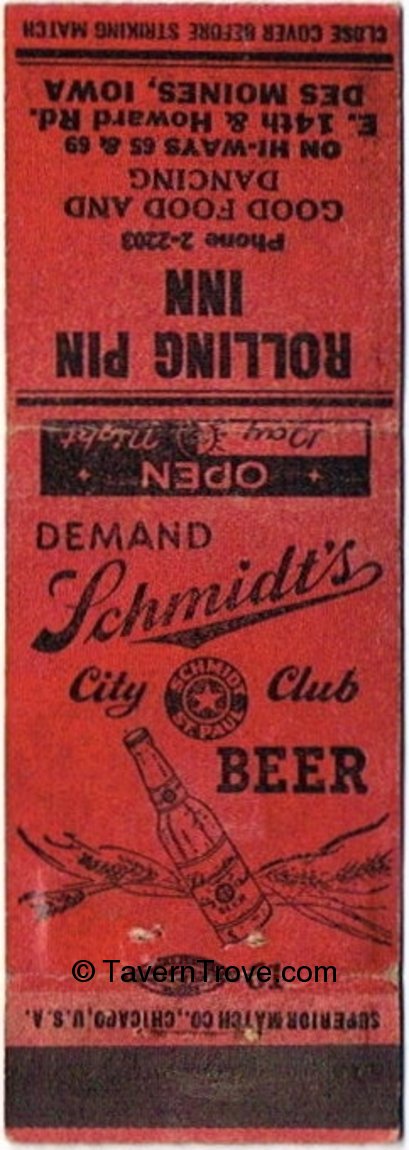 CLOSE COVER BEFORE STRIKING MATCH
ROLLING PIN
INN
Phone 2-2203
GOOD FOOD AND
DANCING
ON HI-WAYS 65 & 69
E. 14th & Howard Rd.
DES MOINES, IOWA
OPEN
Day Night
DEMAND
Schmidt's
City Club
SCHMIDT
ST. PAUL
BEER
© TavernTrove.com
SUPERIOR MATCH CO., CHICAGO, U.S.A.